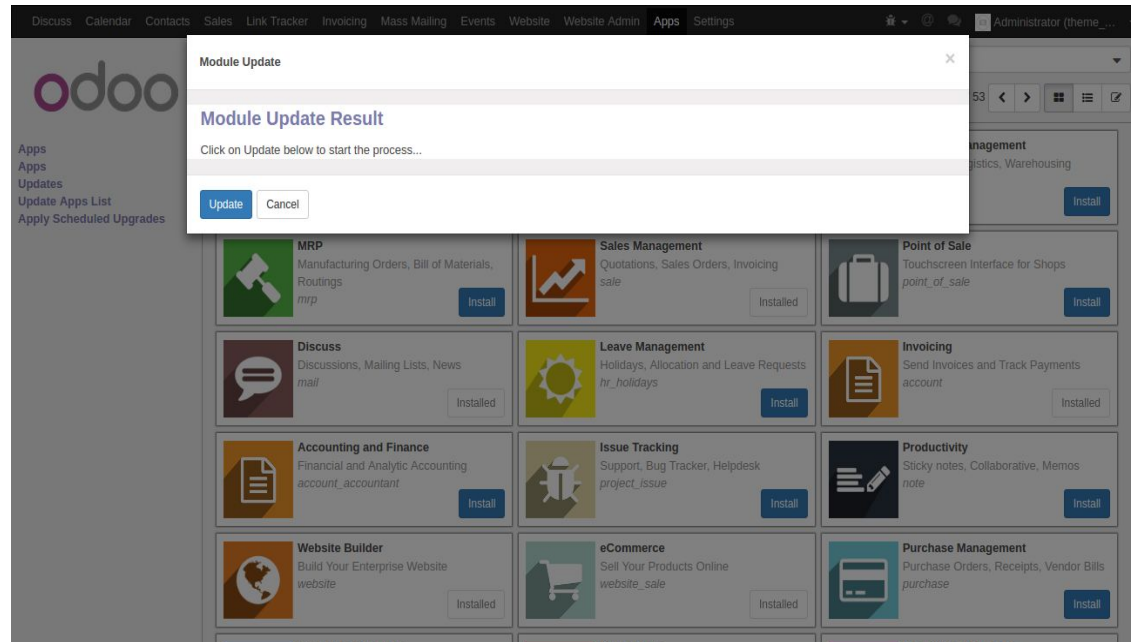 Discuss Calendar Contacts Sales Link Tracker Invoicing Mass Mailing Events Website Website Admin Apps Settings @ Administrator (theme_...
odoo
Module Update ×
Module Update Result
Click on Update below to start the process...
Update Cancel
53
Apps
Apps
Updates
Update Apps List
Apply Scheduled Upgrades
Warehousing
Install
MRP
Manufacturing Orders, Bill of Materials,
Routings
mrp
Install
Sales Management
Quotations, Sales Orders, Invoicing
sale
Installed
Point of Sale
Touchscreen Interface for Shops
point_of_sale
Install
Discuss
Discussions, Mailing Lists, News
mail
Installed
Leave Management
Holidays, Allocation and Leave Requests
hr_holidays
Install
Invoicing
Send Invoices and Track Payments
account
Installed
Accounting and Finance
Financial and Analytic Accounting
account_accountant
Install
Issue Tracking
Support, Bug Tracker, Helpdesk
project_issue
Install
Productivity
Sticky notes, Collaborative, Memos
note
Install
Website Builder
Build Your Enterprise Website
website
Installed
eCommerce
Sell Your Products Online
website_sale
Installed
Purchase Management
Purchase Orders, Receipts, Vendor Bills
purchase
Install